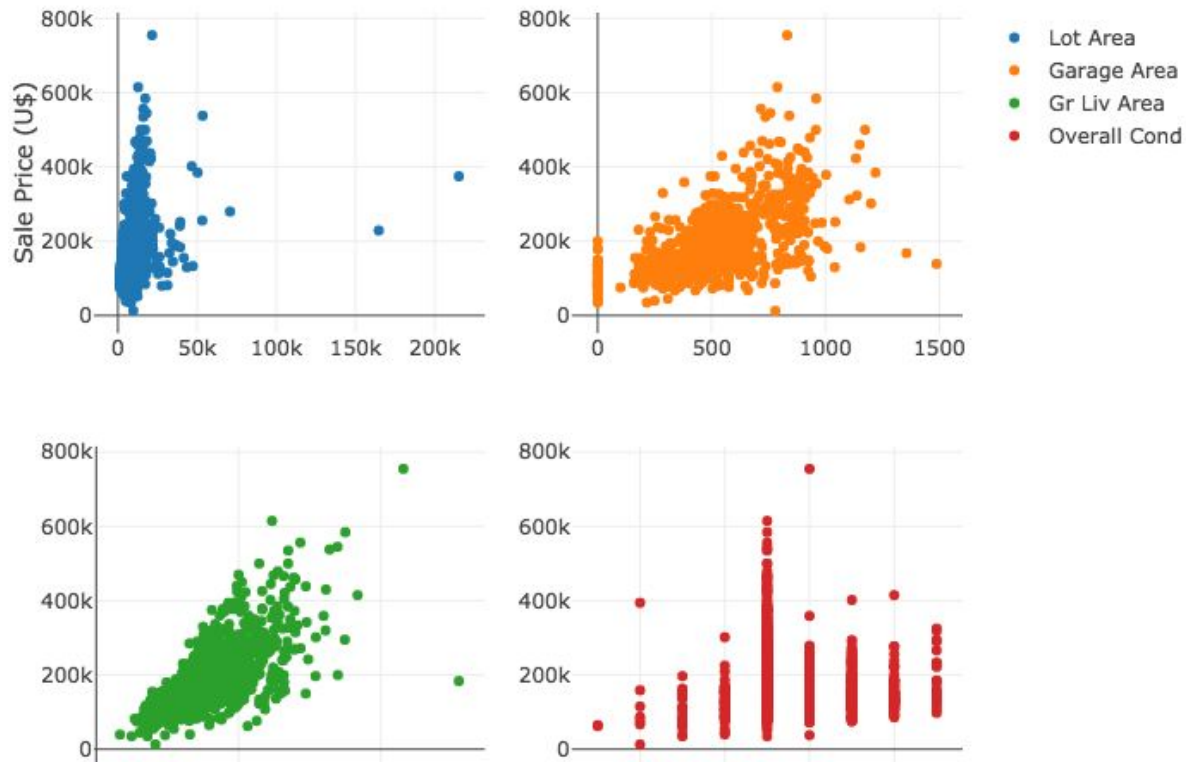 800k 600k 400k 200k 0
Sale Price (U$)
0 50k 100k 150k 200k
800k 600k 400k 200k 0
0 500 1000 1500
Lot Area
Garage Area
Gr Liv Area
Overall Cond
800k 600k 400k 200k 0
800k 600k 400k 200k 0